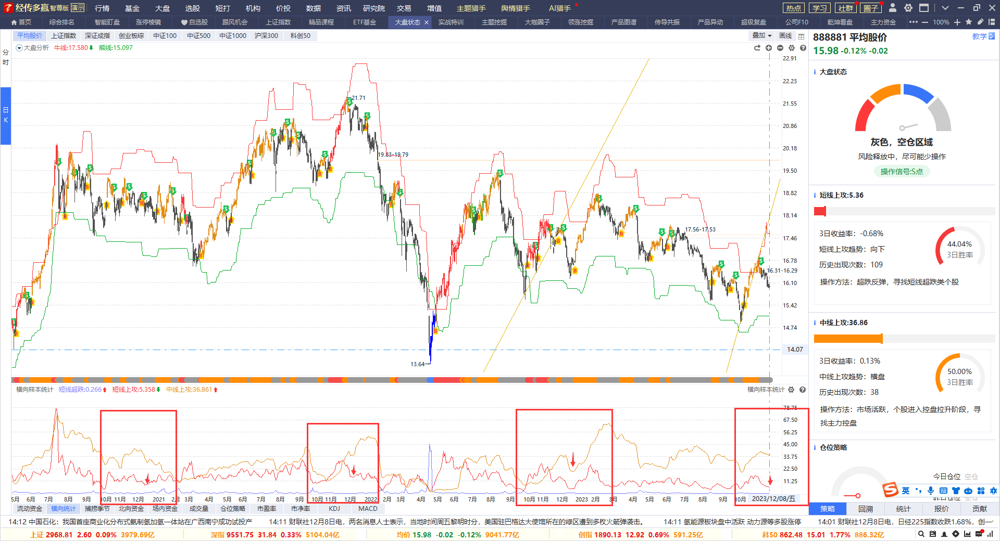 经传多赢 智尊版 演示 行情 基金 大盘 选股 短打 机构 价投 数据 资讯 研究院 交易 增值 主题猎手 舆情猎手 AI猎手 热点 学习 社群 圈子
首页 综合排名 智能盯盘 涨停棱镜 自选股 跟风机会 上证指数 精品课程 ETF基金 大盘状态 实战特训 主题挖掘 大咖圈子 领涨挖掘 产品图谱 传导共振 产品异动 超级复盘 公司F10 乾坤看盘 主力资金 100%
平均股价 上证指数 深证成指 创业板综 中证100 中证500 中证1000 沪深300 科创50 叠加 画线
分时
日K
大盘分析 牛线:17.580 熊线:15.097
22.91
22.23
21.55
20.86
20.18
19.50
18.82
18.14
17.46
16.78
16.10
15.42
14.74
14.07
21.71
19.83-19.79
17.56-17.53
16.31-16.29
13.64
横向样本统计 短线超跌:0.266 短线上攻:5.358 中线上攻:36.861
横向样本统计
78.75
67.50
56.25
45.00
33.75
22.50
11.25
5月 6月 7月 8月 9月 10月 11月 12月 2021 2月 3月 4月 5月 6月 7月 8月 9月 10月 11月 12月 2022 2月 3月 4月 5月 6月 7月 8月 9月 10月 11月 12月 2023 2月 3月 4月 5月 6月 7月 8月 9月 10月 2023/12/08/五
流动资金 横向统计 捕捞季节 北向资金 场内资金 成交量 仓位策略 市盈率 市净率 KDJ MACD
888881 平均股价 教学
15.98 -0.12% -0.02
大盘状态
灰色，空仓区域
风险释放中，尽可能少操作
操作信号:S点
短线上攻:5.36
3日收益率： -0.68%
短线上攻趋势：向下
历史出现次数：109
44.04%
3日胜率
操作方法：超跌反弹，寻找短线超跌类个股
中线上攻:36.86
3日收益率：0.13%
中线上攻趋势：横盘
历史出现次数：38
50.00%
3日胜率
操作方法：市场活跃，个股进入控盘拉升阶段，寻
找主力控盘
仓位策略
今日仓位 空仓
英
昨日仓位 空仓
策略 回溯 统计 报价 贡献
14:12 中国石化：我国首座商业化分布式氨制氢加氢一体站在广西南宁成功试投产 14:11 财联社12月8日电，两名消息人士表示，当地时间周五黎明时分，美国驻巴格达大使馆所在的绿区遭到多枚火箭弹袭击。 14:11 氢能源板块盘中活跃 动力源等多股涨停 14:01 财联社12月8日电，日经225指数收跌1.68%，创一
上证 2968.81 2.60 0.09% 3979.69亿 深指 9551.75 31.84 0.33% 5104.04亿 均价 15.98 -0.02 -0.12% 9041.77亿 创指 1890.13 12.92 0.69% 591.25亿 科50 862.48 15.01 1.77% 886.32亿